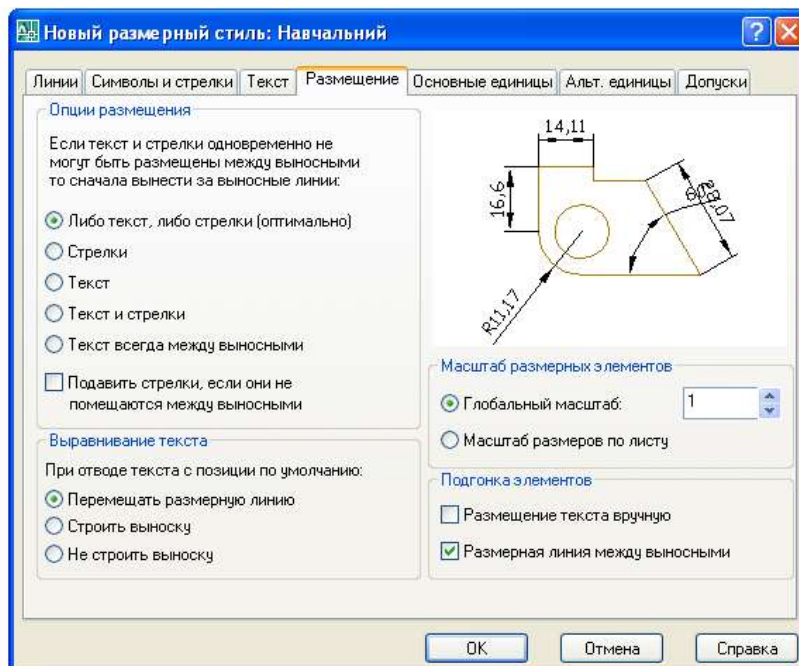 Новый размерный стиль: Навчальний
Линии Символы и стрелки Текст Размещение Основные единицы Альт. единицы Допуски
Опции размещения
Если текст и стрелки одновременно не
могут быть размещены между выносными
то сначала вынести за выносные линии:
Либо текст, либо стрелки (оптимально)
Стрелки
Текст
Текст и стрелки
Текст всегда между выносными
Подавить стрелки, если они не
помещаются между выносными
Выравнивание текста
При отводе текста с позиции по умолчанию:
Перемещать размерную линию
Строить выноску
Не строить выноску
14,11
16,6
28,07
R11,17
Масштаб размерных элементов
Глобальный масштаб: 1
Масштаб размеров по листу
Подгонка элементов
Размещение текста вручную
Размерная линия между выносными
OK Отмена Справка